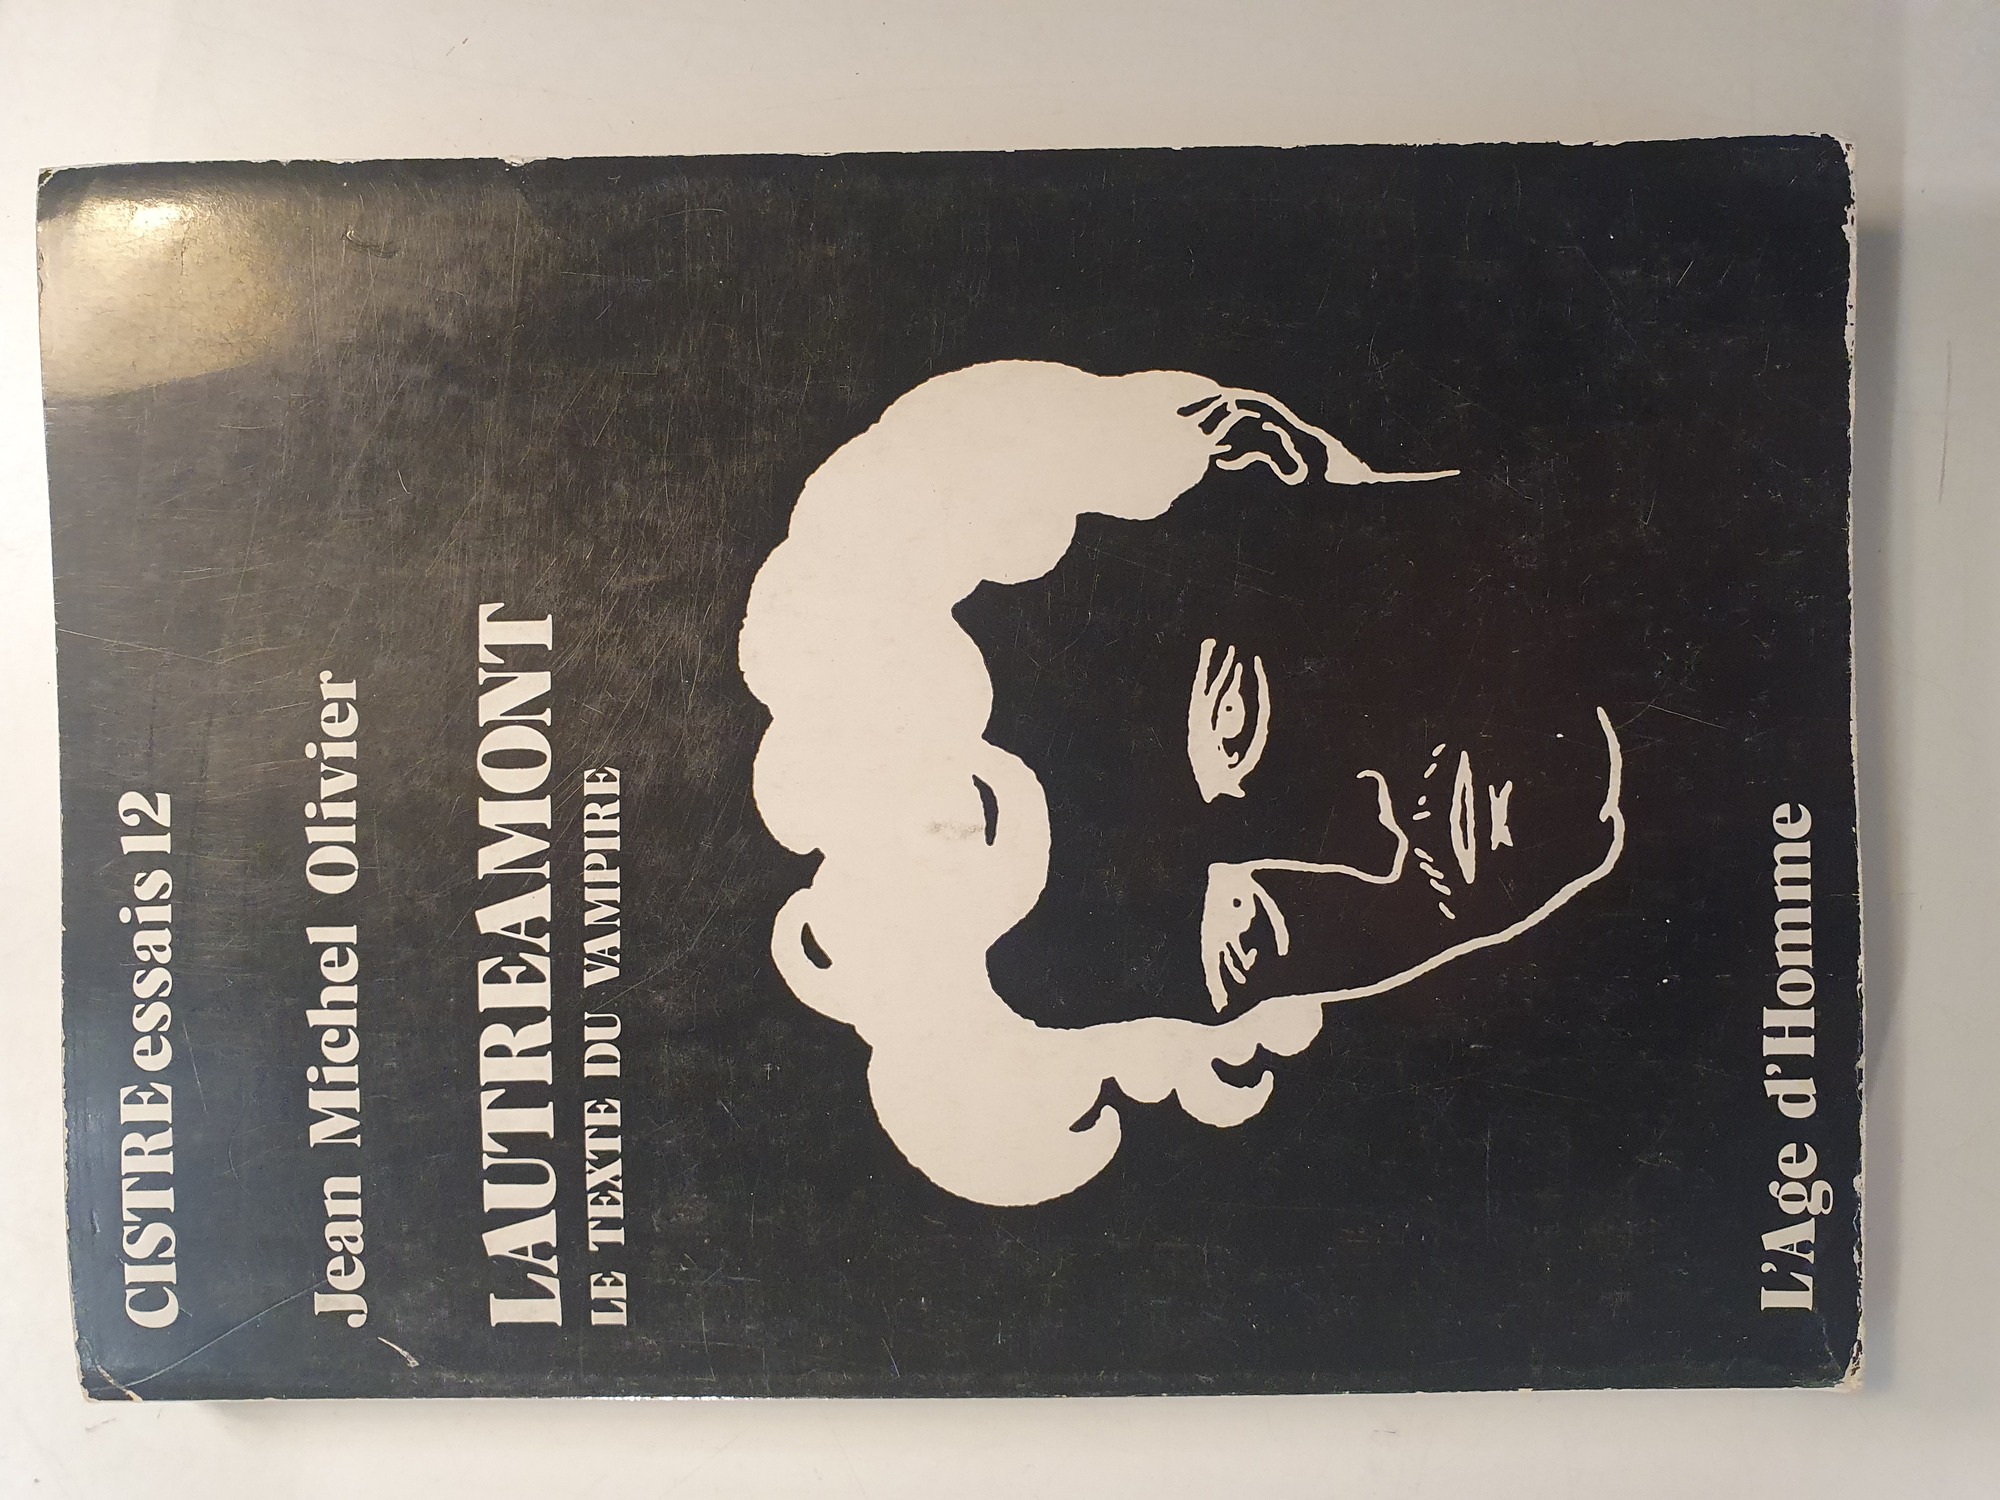 CISTRE essais 12
Jean Michel Olivier
LAUTREAMONT
LE TEXTE DU VAMPIRE
L'Age d'Homme